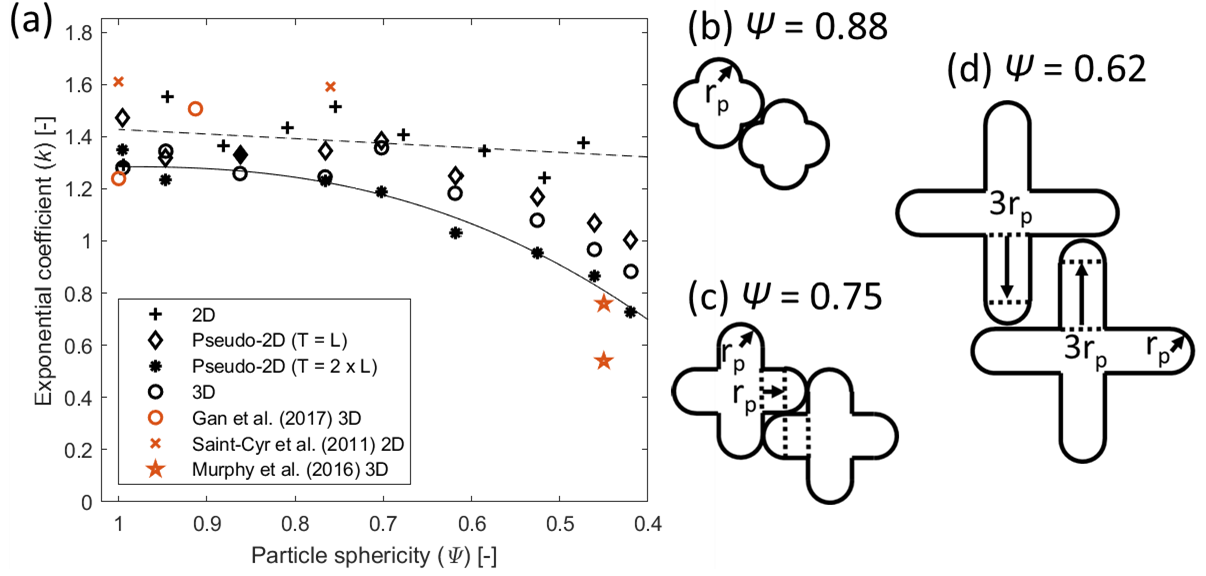 (a)
Exponential coefficient (k) [-]
1.8
1.6
1.4
1.2
1
0.8
0.6
0.4
0.2
0
1
0.9
0.8
0.7
0.6
0.5
0.4
Particle sphericity (Ψ) [-]
2D
Pseudo-2D (T = L)
Pseudo-2D (T = 2 x L)
3D
Gan et al. (2017) 3D
Saint-Cyr et al. (2011) 2D
Murphy et al. (2016) 3D
(b) Ψ = 0.88
rp
(c) Ψ = 0.75
rp
rp
(d) Ψ = 0.62
3rp
3rp
rp